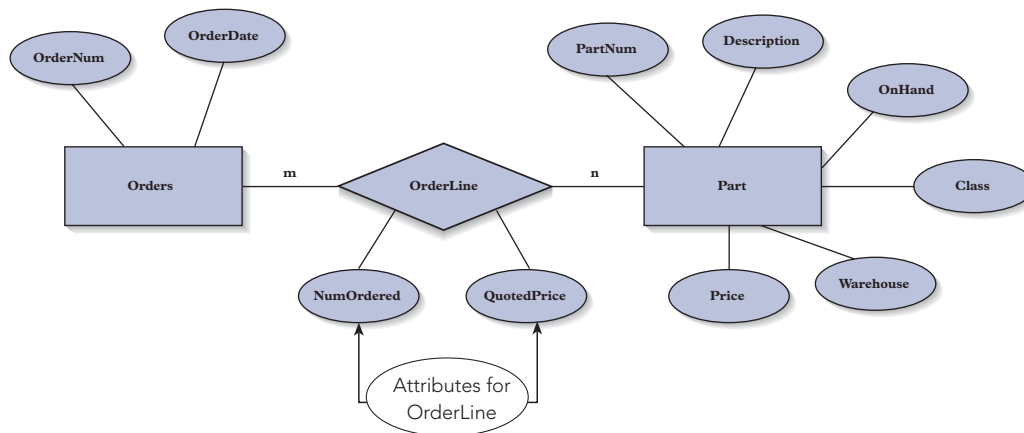 OrderNum
OrderDate
PartNum
Description
OnHand
Orders
m
OrderLine
n
Part
Class
NumOrdered
QuotedPrice
Price
Warehouse
Attributes for
OrderLine